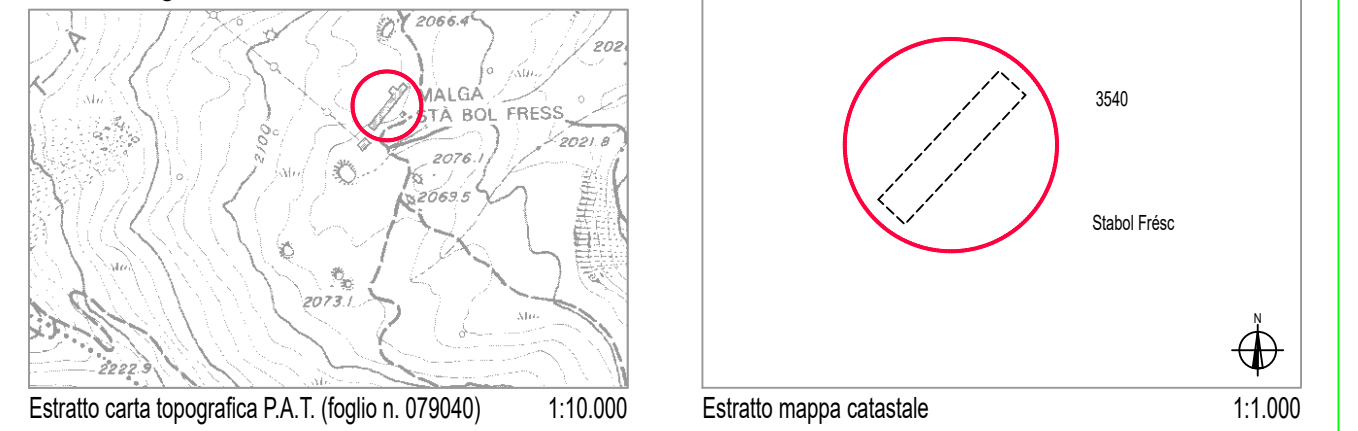 2066.4
202
T A
MALGA
STÀ BOL FRESS
2100
2076.1
2021.8
2069.5
2073.1
2222.9
Estratto carta topografica P.A.T. (foglio n. 079040) 1:10.000
3540
Stabol Frésc
N
Estratto mappa catastale 1:1.000